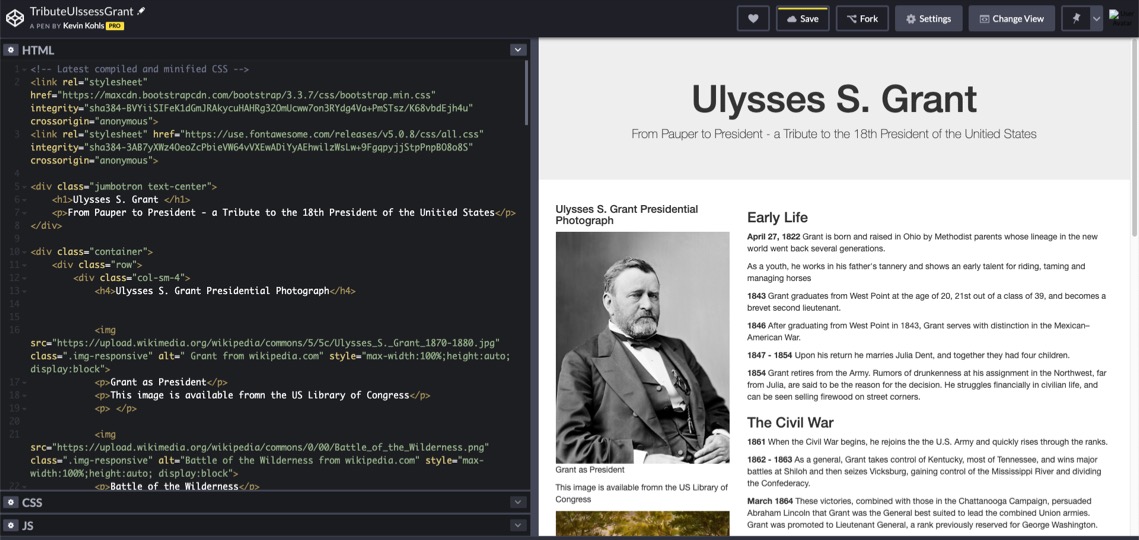 TributeUlssessGrant
A PEN BY Kevin Kohls PRO
Save
Fork
Settings
Change View
HTML
1 <!-- Latest compiled and minified CSS -->
2 <link rel="stylesheet"
href="https://maxcdn.bootstrapcdn.com/bootstrap/3.3.7/css/bootstrap.min.css"
integrity="sha384-BVYiiSIFeK1dGmJRAkycuHAHRg32OmUcww7on3RYdg4Va+PmSTsz/K68vbdEjh4u"
crossorigin="anonymous">
3 <link rel="stylesheet" href="https://use.fontawesome.com/releases/v5.0.8/css/all.css"
integrity="sha384-3AB7yXWz4OeoZcPbieVW64vVXEwADiYyAEhwilzWsLw+9FgqpyjjStpPnpBO8o8S"
crossorigin="anonymous">
4
5 <div class="jumbotron text-center">
6 <h1>Ulysses S. Grant </h1>
7 <p>From Pauper to President - a Tribute to the 18th President of the Unitied States</p>
8 </div>
9
10 <div class="container">
11 <div class="row">
12 <div class="col-sm-4">
13 <h4>Ulysses S. Grant Presidential Photograph</h4>
14
15
16 <img
src="https://upload.wikimedia.org/wikipedia/commons/5/5c/Ulysses_S._Grant_1870-1880.jpg"
class=".img-responsive" alt=" Grant from wikipedia.com" style="max-width:100%;height:auto;
display:block">
17 <p>Grant as President</p>
18 <p>This image is available fromn the US Library of Congress</p>
19 <p> </p>
20
21 <img
src="https://upload.wikimedia.org/wikipedia/commons/0/00/Battle_of_the_Wilderness.png"
class=".img-responsive" alt="Battle of the Wilderness from wikipedia.com" style="max-
width:100%;height:auto; display:block">
22 <p>Battle of the Wilderness</p>
CSS
JS
Ulysses S. Grant
From Pauper to President - a Tribute to the 18th President of the Unitied States
Ulysses S. Grant Presidential
Photograph
Grant as President
This image is available fromn the US Library of
Congress
Early Life
April 27, 1822 Grant is born and raised in Ohio by Methodist parents whose lineage in the new
world went back several generations.
As a youth, he works in his father's tannery and shows an early talent for riding, taming and
managing horses
1843 Grant graduates from West Point at the age of 20, 21st out of a class of 39, and becomes a
brevet second lieutenant.
1846 After graduating from West Point in 1843, Grant serves with distinction in the Mexican–
American War.
1847 - 1854 Upon his return he marries Julia Dent, and together they had four children.
1854 Grant retires from the Army. Rumors of drunkenness at his assignment in the Northwest, far
from Julia, are said to be the reason for the decision. He struggles financially in civilian life, and
can be seen selling firewood on street corners.
The Civil War
1861 When the Civil War begins, he rejoins the the U.S. Army and quickly rises through the ranks.
1862 - 1863 As a general, Grant takes control of Kentucky, most of Tennessee, and wins major
battles at Shiloh and then seizes Vicksburg, gaining control of the Mississippi River and dividing
the Confederacy.
March 1864 These victories, combined with those in the Chattanooga Campaign, persuaded
Abraham Lincoln that Grant was the General best suited to lead the combined Union armies.
Grant was promoted to Lieutenant General, a rank previously reserved for George Washington.